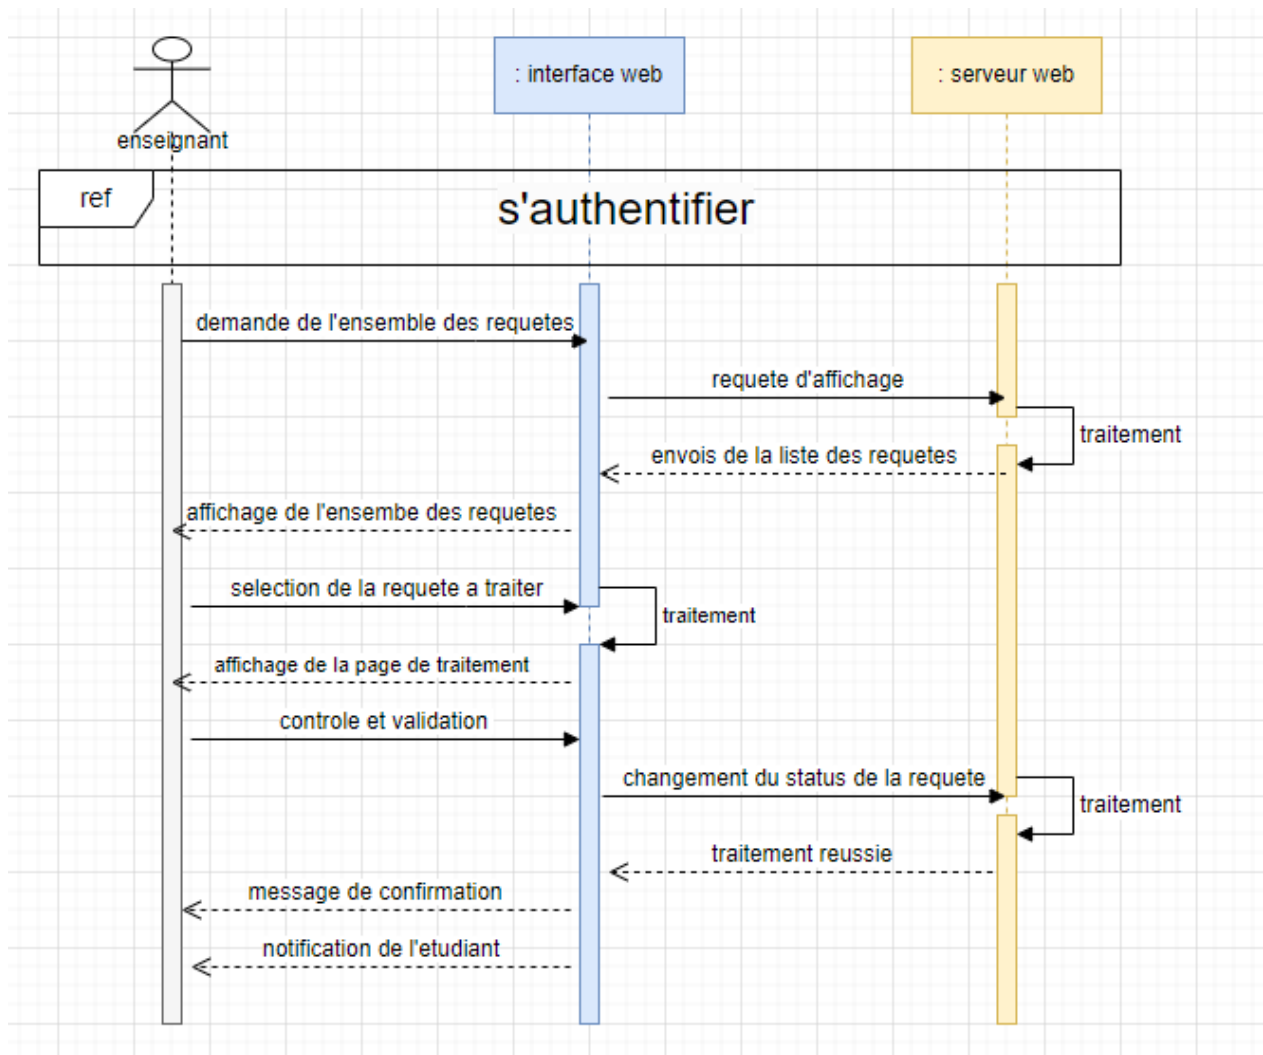 : interface web
: serveur web
enseignant
ref
s'authentifier
demande de l'ensemble des requetes
requete d'affichage
traitement
envois de la liste des requetes
affichage de l'ensembe des requetes
selection de la requete a traiter
traitement
affichage de la page de traitement
controle et validation
changement du status de la requete
traitement
traitement reussie
message de confirmation
notification de l'etudiant